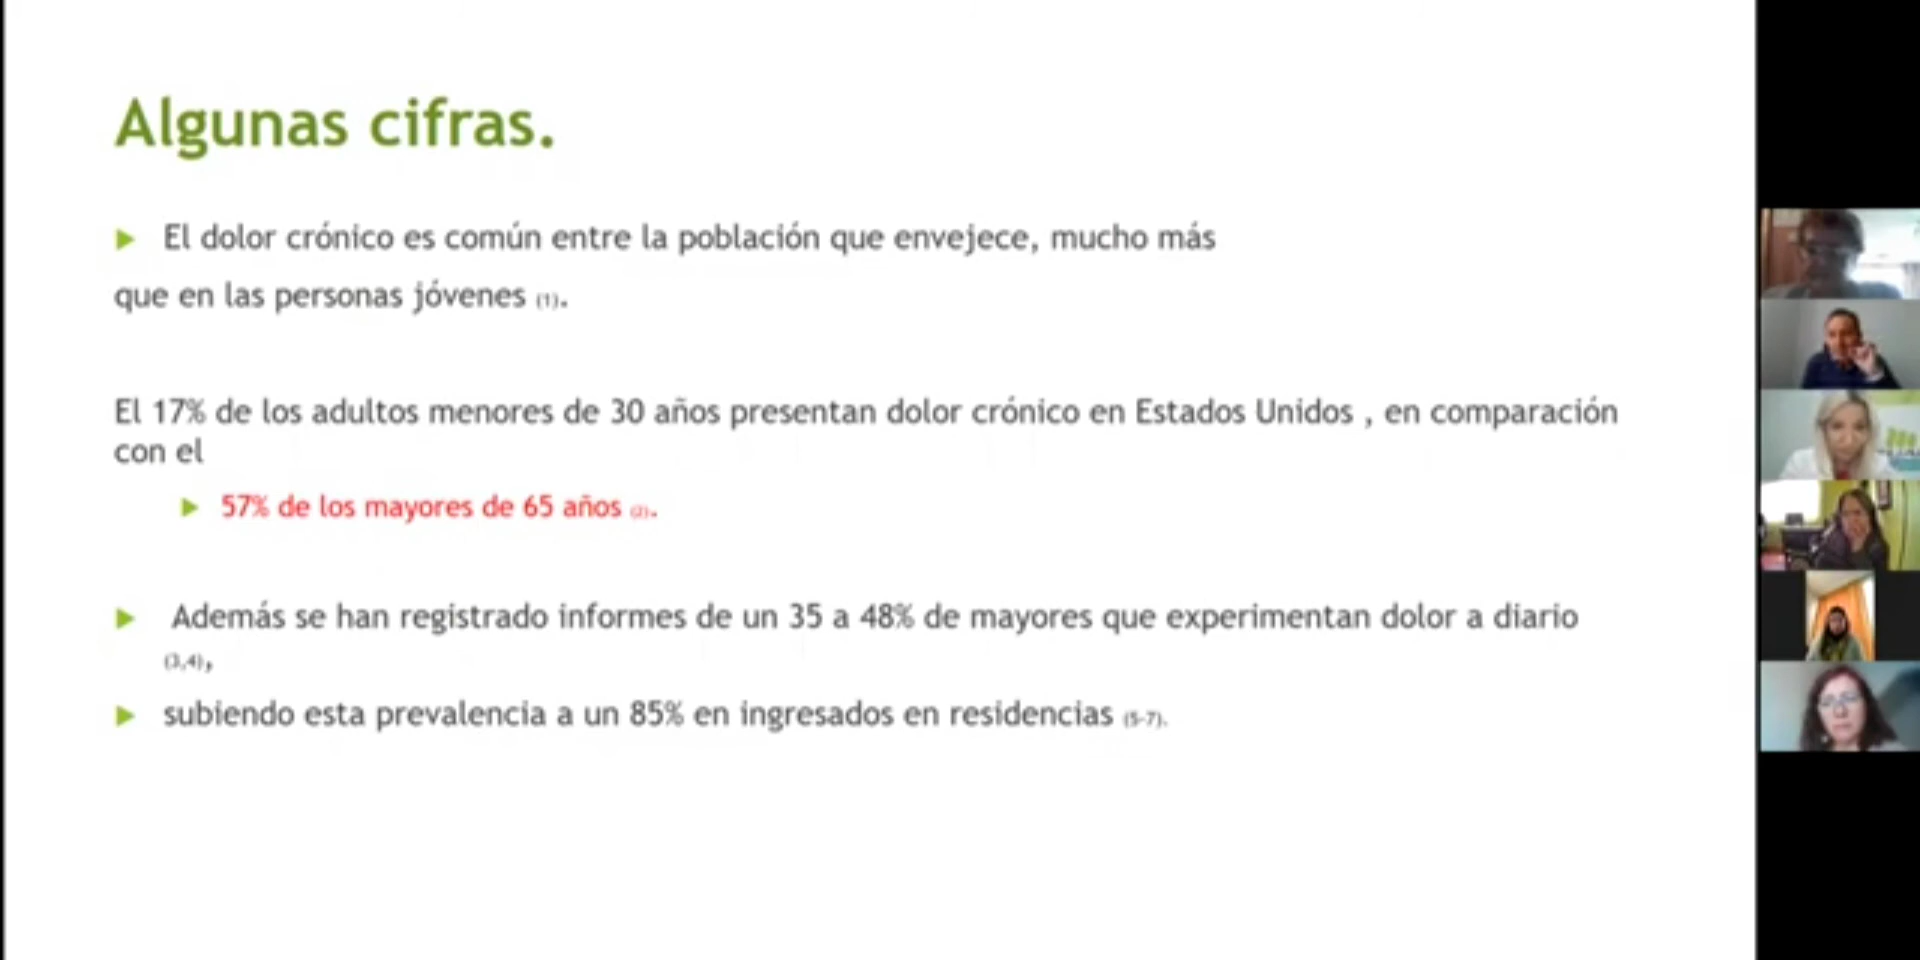 Algunas cifras.
El dolor crónico es común entre la población que envejece, mucho más
que en las personas jóvenes (1).
El 17% de los adultos menores de 30 años presentan dolor crónico en Estados Unidos , en comparación
con el
57% de los mayores de 65 años (2).
Además se han registrado informes de un 35 a 48% de mayores que experimentan dolor a diario
(3,4),
subiendo esta prevalencia a un 85% en ingresados en residencias (5-7).